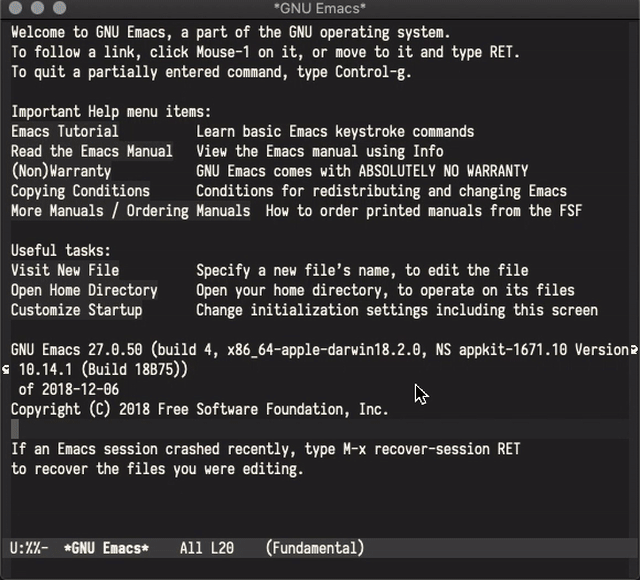 *GNU Emacs*
Welcome to GNU Emacs, a part of the GNU operating system.
To follow a link, click Mouse-1 on it, or move to it and type RET.
To quit a partially entered command, type Control-g.
Important Help menu items:
Emacs Tutorial Learn basic Emacs keystroke commands
Read the Emacs Manual View the Emacs manual using Info
(Non)Warranty GNU Emacs comes with ABSOLUTELY NO WARRANTY
Copying Conditions Conditions for redistributing and changing Emacs
More Manuals / Ordering Manuals How to order printed manuals from the FSF
Useful tasks:
Visit New File Specify a new file's name, to edit the file
Open Home Directory Open your home directory, to operate on its files
Customize Startup Change initialization settings including this screen
GNU Emacs 27.0.50 (build 4, x86_64-apple-darwin18.2.0, NS appkit-1671.10 Version
10.14.1 (Build 18B75))
of 2018-12-06
Copyright (C) 2018 Free Software Foundation, Inc.
If an Emacs session crashed recently, type M-x recover-session RET
to recover the files you were editing.
U:%%- *GNU Emacs* All L20 (Fundamental)